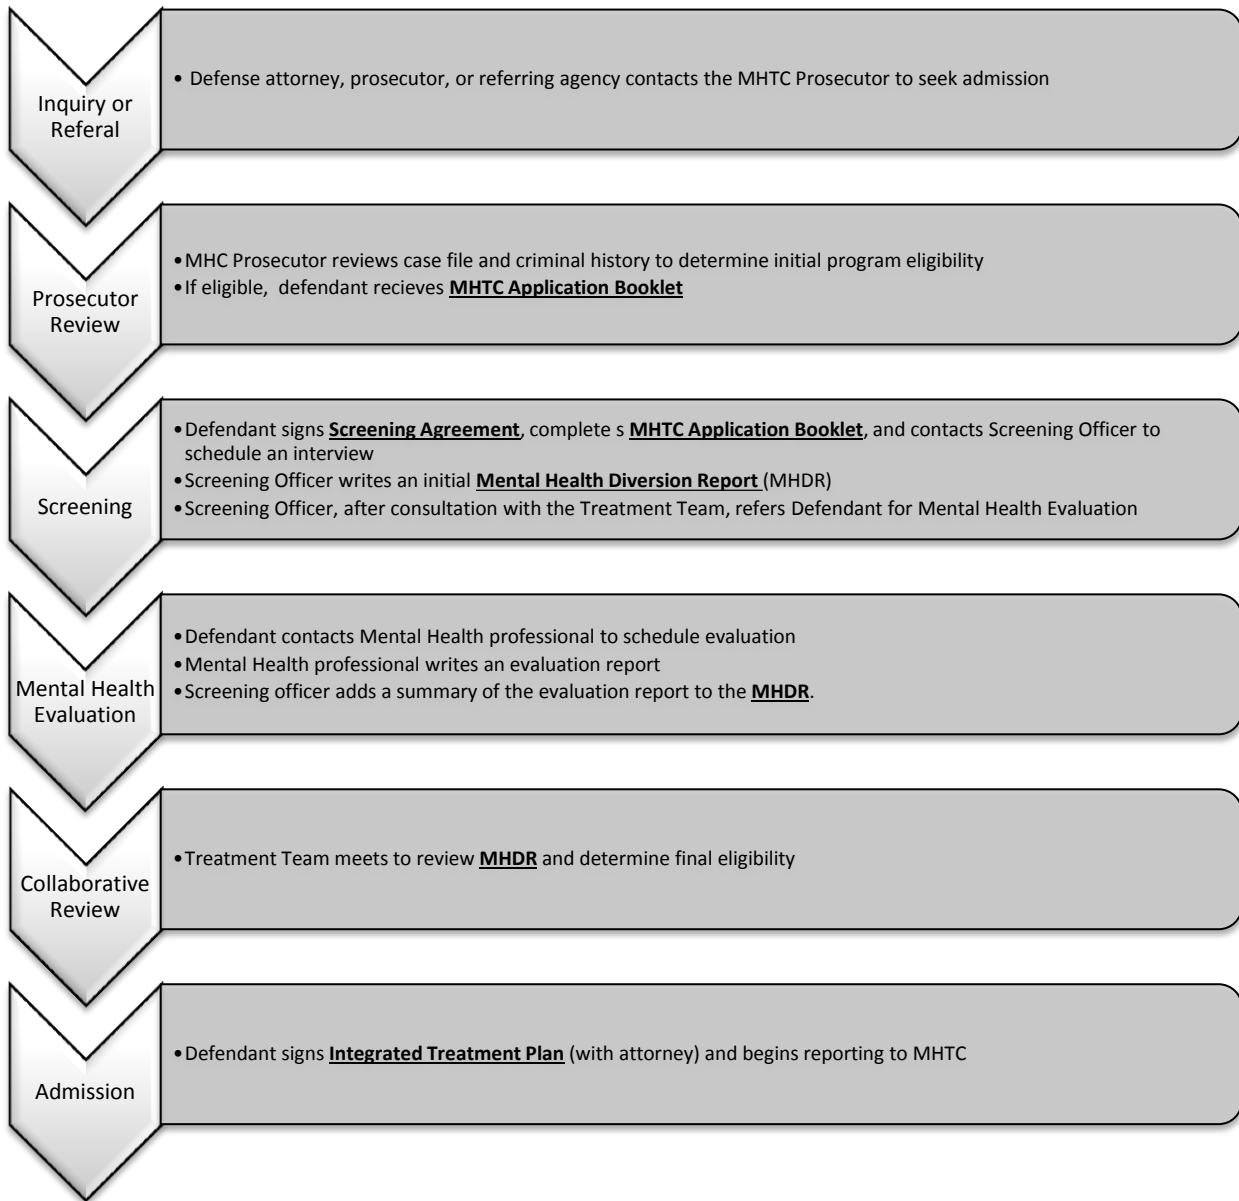 Inquiry or
Referal
• Defense attorney, prosecutor, or referring agency contacts the MHTC Prosecutor to seek admission
Prosecutor
Review
•MHC Prosecutor reviews case file and criminal history to determine initial program eligibility
•If eligible, defendant recieves MHTC Application Booklet
Screening
•Defendant signs Screening Agreement, complete s MHTC Application Booklet, and contacts Screening Officer to
schedule an interview
•Screening Officer writes an initial Mental Health Diversion Report (MHDR)
•Screening Officer, after consultation with the Treatment Team, refers Defendant for Mental Health Evaluation
Mental Health
Evaluation
•Defendant contacts Mental Health professional to schedule evaluation
•Mental Health professional writes an evaluation report
•Screening officer adds a summary of the evaluation report to the MHDR.
Collaborative
Review
•Treatment Team meets to review MHDR and determine final eligibility
Admission
•Defendant signs Integrated Treatment Plan (with attorney) and begins reporting to MHTC